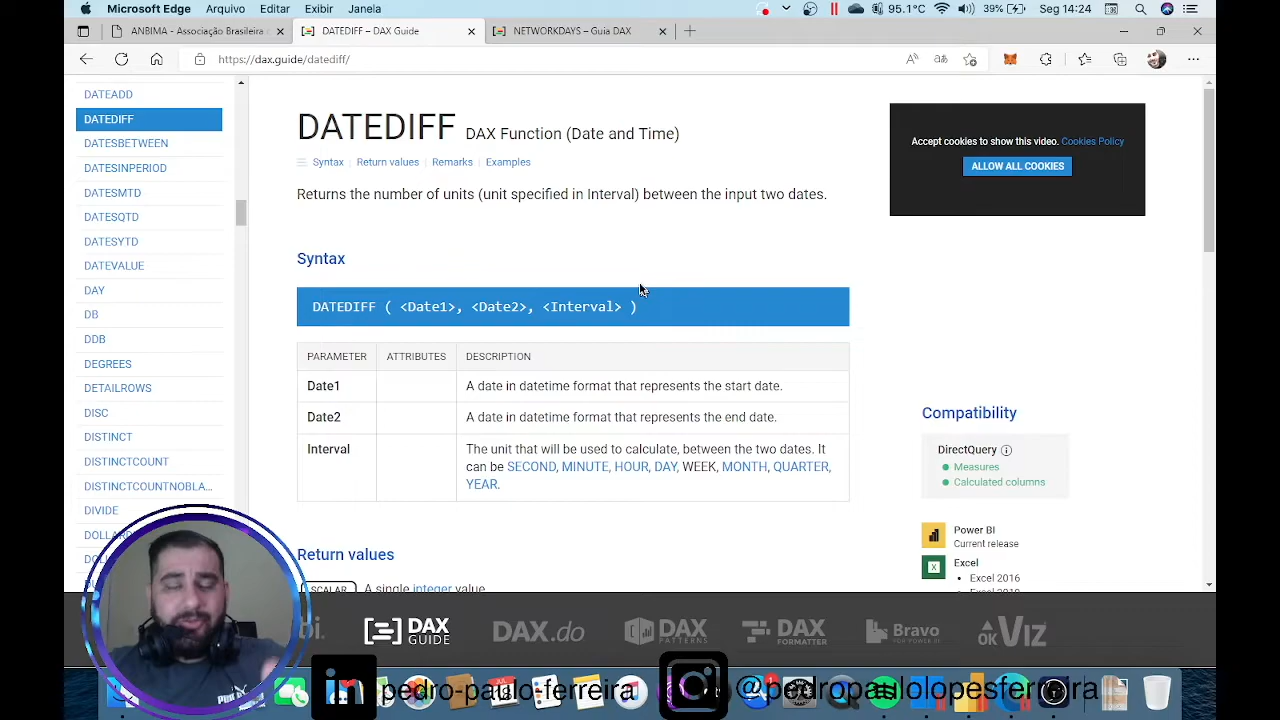 Microsoft Edge Arquivo Editar Exibir Janela 95.1°C 39% Seg 14:24
ANBIMA - Associação Brasileira d DATEDIFF – DAX Guide NETWORKDAYS – Guia DAX
https://dax.guide/datediff/
DATEADD
DATEDIFF
DATESBETWEEN
DATESINPERIOD
DATESMTD
DATESQTD
DATESYTD
DATEVALUE
DAY
DB
DDB
DEGREES
DETAILROWS
DISC
DISTINCT
DISTINCTCOUNT
DISTINCTCOUNTNOBLA...
DIVIDE
DATEDIFF DAX Function (Date and Time)
Syntax | Return values | Remarks | Examples
Returns the number of units (unit specified in Interval) between the input two dates.
Syntax
DATEDIFF ( <Date1>, <Date2>, <Interval> )
PARAMETER ATTRIBUTES DESCRIPTION
Date1 A date in datetime format that represents the start date.
Date2 A date in datetime format that represents the end date.
Interval The unit that will be used to calculate, between the two dates. It
can be SECOND, MINUTE, HOUR, DAY, WEEK, MONTH, QUARTER,
YEAR.
Return values
SCALAR A single integer value
Accept cookies to show this video. Cookies Policy
ALLOW ALL COOKIES
Compatibility
DirectQuery
Measures
Calculated columns
Power BI
Current release
Excel
Excel 2016
DAX GUIDE
DAX.do
DAX PATTERNS
DAX FORMATTER
Bravo FOR POWER BI
OK VIZ
in pedro-paulo-ferreira @pedropaulolopesferreira